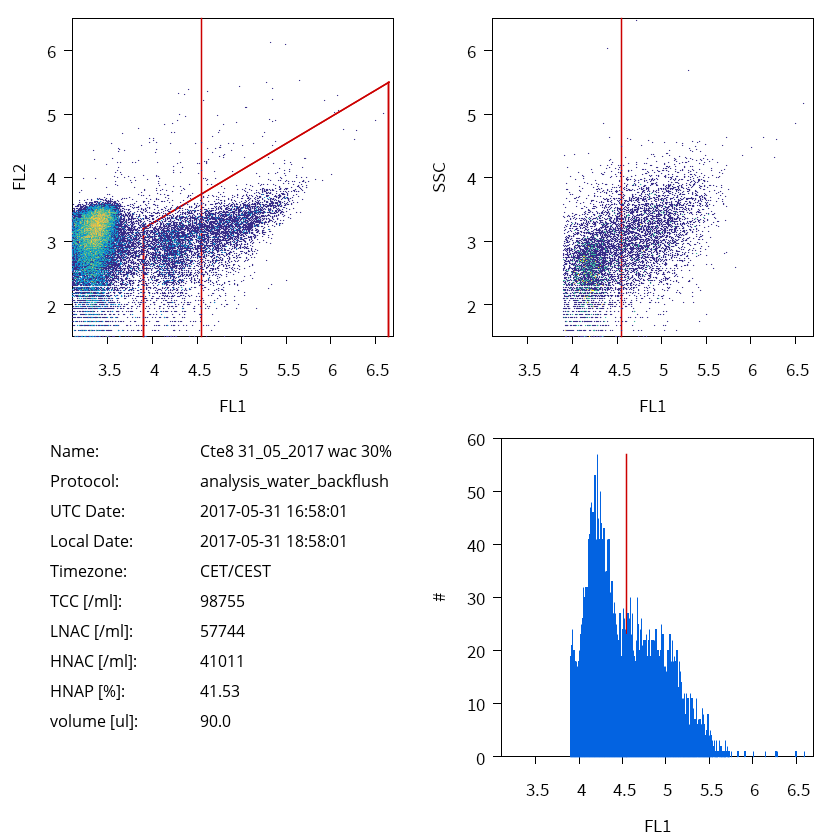 6
5
4
3
2
FL2
3.5 4 4.5 5 5.5 6 6.5
FL1
6
5
4
3
2
SSC
3.5 4 4.5 5 5.5 6 6.5
FL1
Name: Cte8 31_05_2017 wac 30%
Protocol: analysis_water_backflush
UTC Date: 2017-05-31 16:58:01
Local Date: 2017-05-31 18:58:01
Timezone: CET/CEST
TCC [/ml]: 98755
LNAC [/ml]: 57744
HNAC [/ml]: 41011
HNAP [%]: 41.53
volume [ul]: 90.0
60
50
40
30
20
10
0
#
3.5 4 4.5 5 5.5 6 6.5
FL1